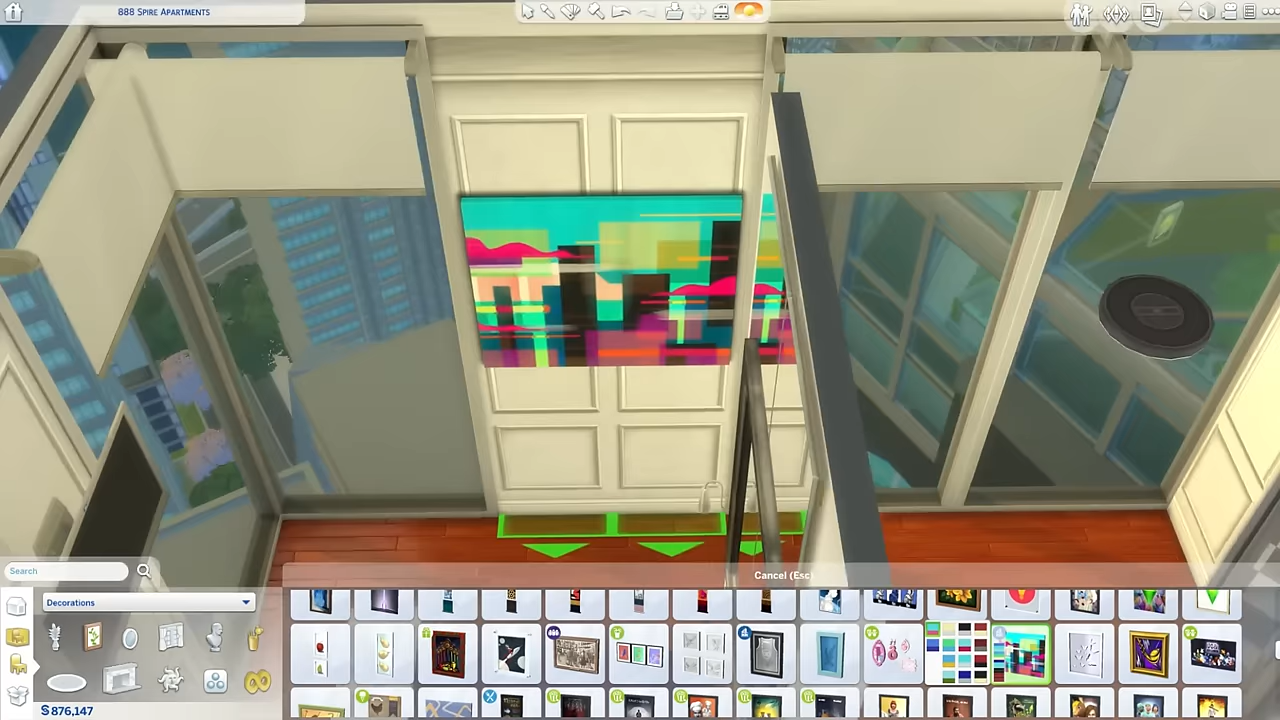 888 Spire Apartments
Cancel (Esc)
Search
Decorations
§876,147